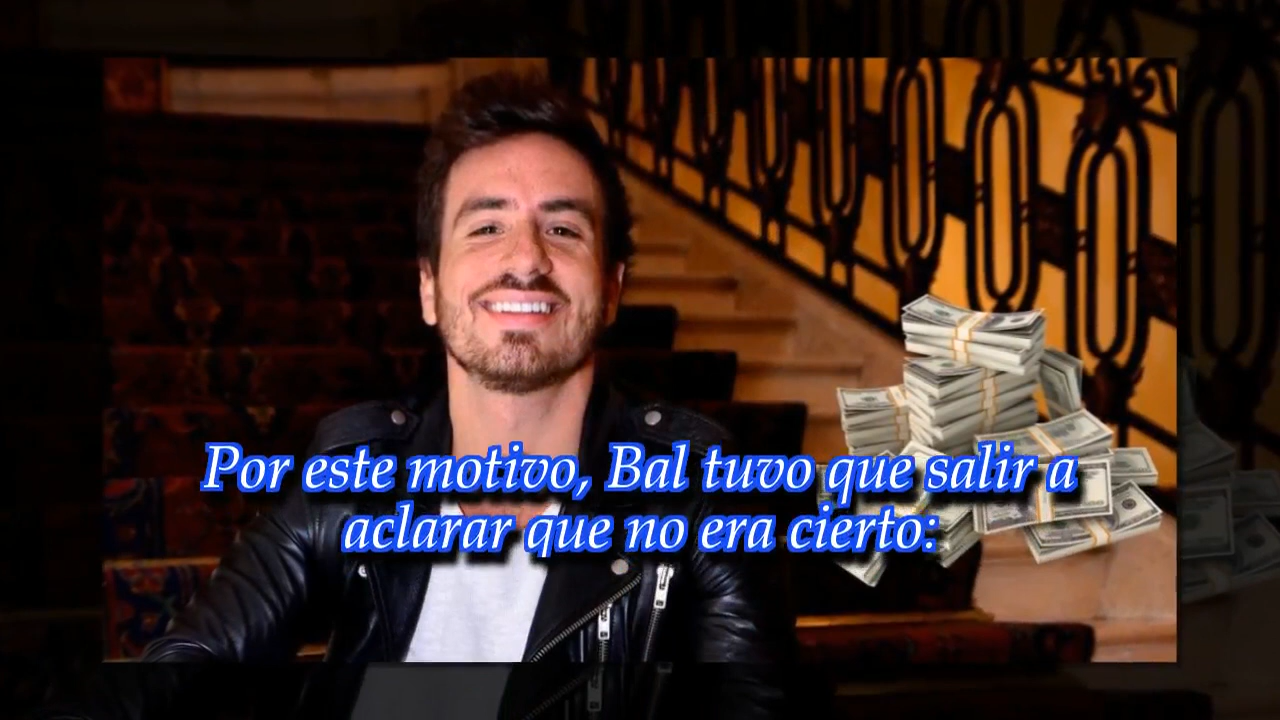 Por este motivo, Bal tuvo que salir a
aclarar que no era cierto: